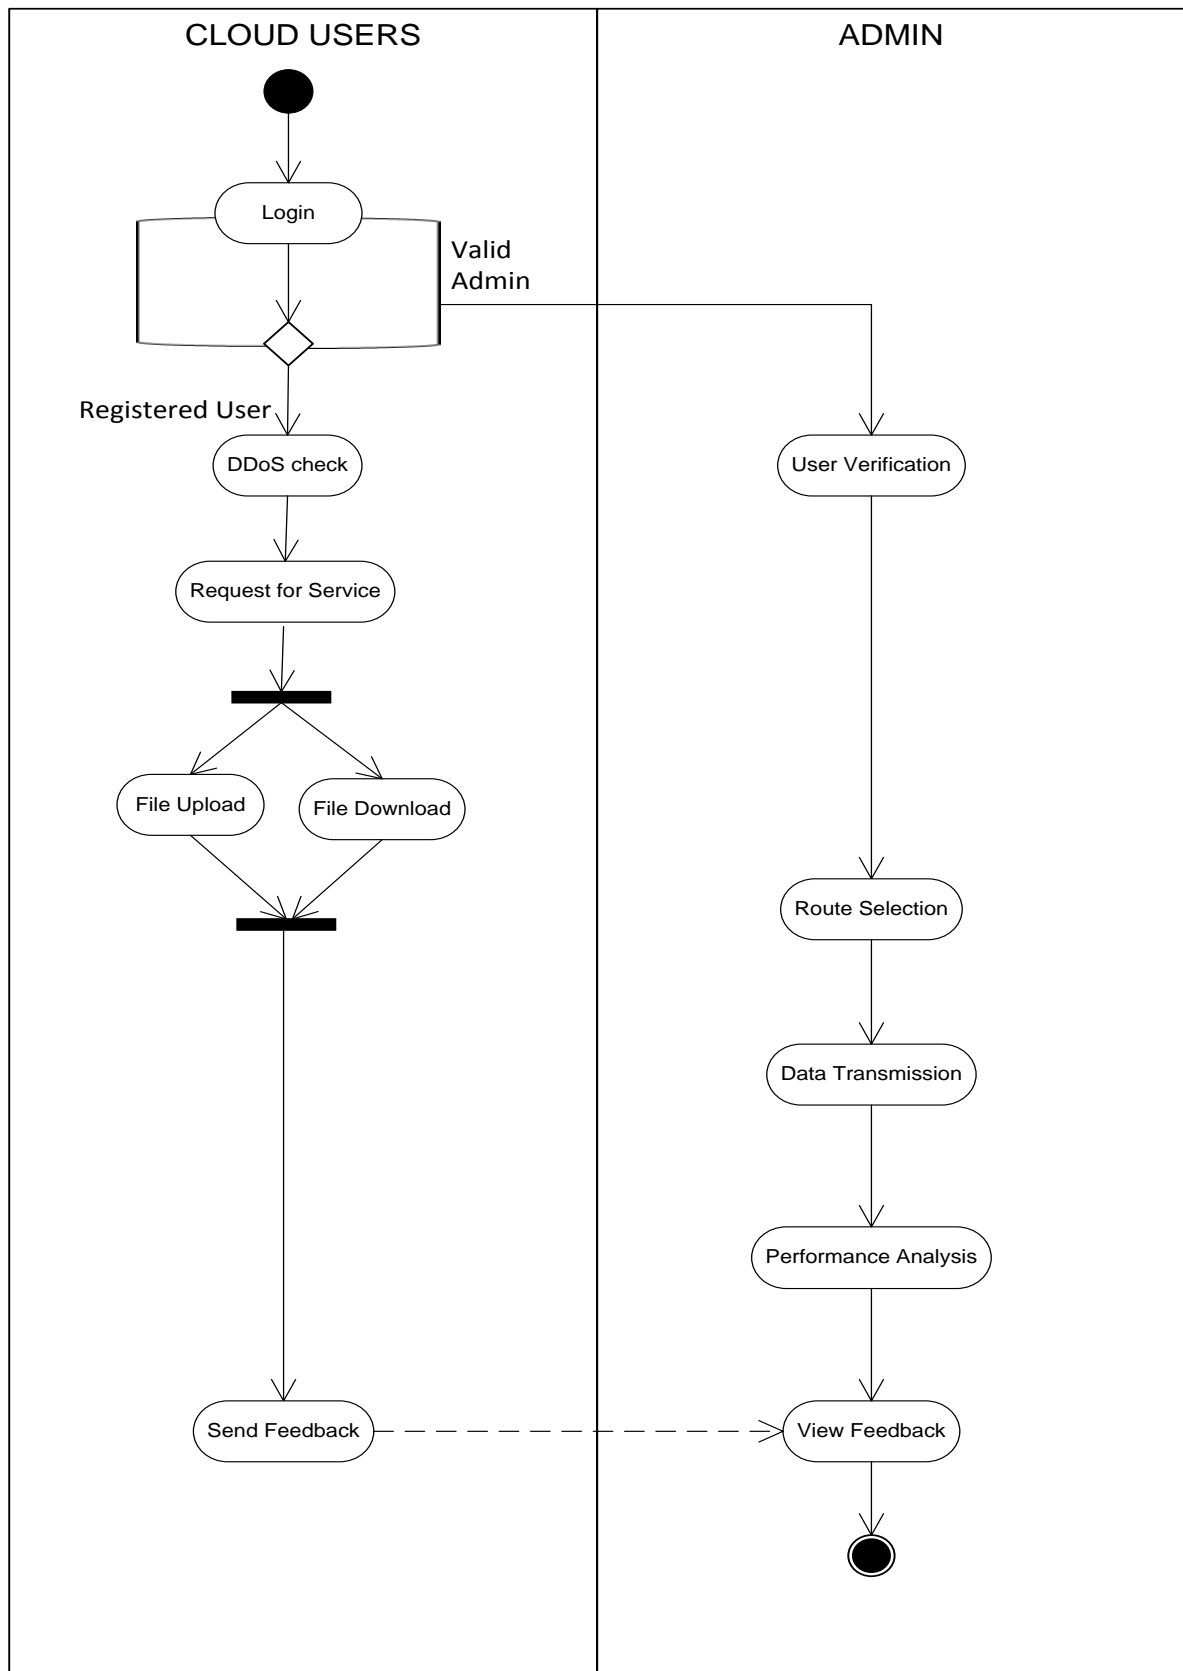 CLOUD USERS
ADMIN
Login
Valid
Admin
Registered User
DDoS check
User Verification
Request for Service
File Upload
File Download
Route Selection
Data Transmission
Performance Analysis
Send Feedback
View Feedback